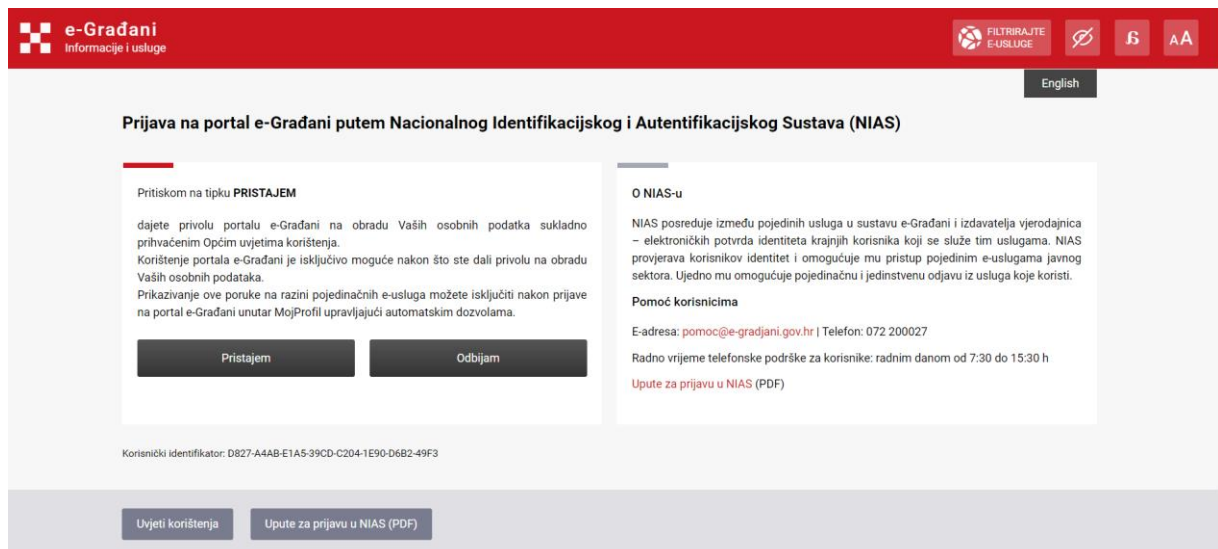 e-Građani
Informacije i usluge
FILTRIRAJTE
E-USLUGE
AA
English
Prijava na portal e-Građani putem Nacionalnog Identifikacijskog i Autentifikacijskog Sustava (NIAS)
Pritiskom na tipku PRISTAJEM
dajete privolu portalu e-Građani na obradu Vaših osobnih podatka sukladno
prihvaćenim Općim uvjetima korištenja.
Korištenje portala e-Građani je isključivo moguće nakon što ste dali privolu na obradu
Vaših osobnih podataka.
Prikazivanje ove poruke na razini pojedinačnih e-usluga možete isključiti nakon prijave
na portal e-Građani unutar MojProfil upravljajući automatskim dozvolama.
Pristajem
Odbijam
O NIAS-u
NIAS posreduje između pojedinih usluga u sustavu e-Građani i izdavatelja vjerodajnica
– elektroničkih potvrda identiteta krajnjih korisnika koji se služe tim uslugama. NIAS
provjerava korisnikov identitet i omogućuje mu pristup pojedinim e-uslugama javnog
sektora. Ujedno mu omogućuje pojedinačnu i jedinstvenu odjavu iz usluga koje koristi.
Pomoć korisnicima
E-adresa: pomoc@e-gradjani.gov.hr | Telefon: 072 200027
Radno vrijeme telefonske podrške za korisnike: radnim danom od 7:30 do 15:30 h
Upute za prijavu u NIAS (PDF)
Korisnički identifikator: D827-A4AB-E1A5-39CD-C204-1E90-D6B2-49F3
Uvjeti korištenja
Upute za prijavu u NIAS (PDF)